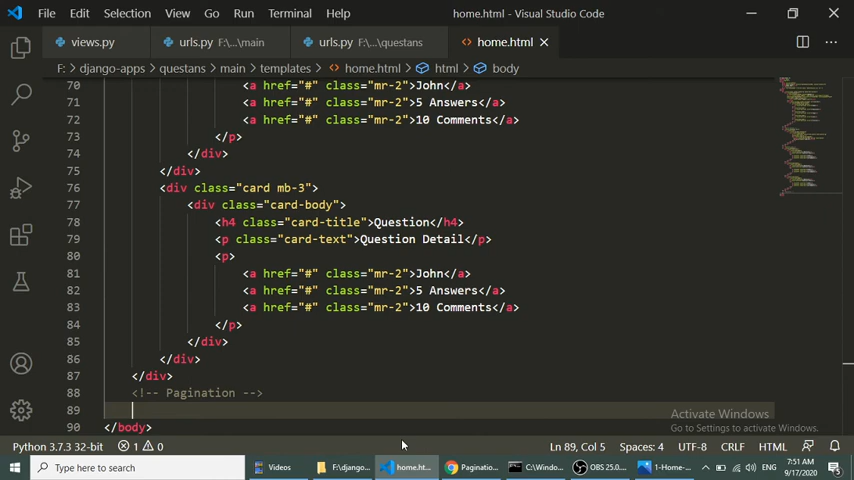 File Edit Selection View Go Run Terminal Help home.html - Visual Studio Code
views.py urls.py F:\...\main urls.py F:\...\questans home.html
F: > django-apps > questans > main > templates > home.html > html > body
70 <a href="#" class="mr-2">John</a>
71 <a href="#" class="mr-2">5 Answers</a>
72 <a href="#" class="mr-2">10 Comments</a>
73 </p>
74 </div>
75 </div>
76 <div class="card mb-3">
77 <div class="card-body">
78 <h4 class="card-title">Question</h4>
79 <p class="card-text">Question Detail</p>
80 <p>
81 <a href="#" class="mr-2">John</a>
82 <a href="#" class="mr-2">5 Answers</a>
83 <a href="#" class="mr-2">10 Comments</a>
84 </p>
85 </div>
86 </div>
87 </div>
88 <!-- Pagination -->
89
90 </body>
Activate Windows
Go to Settings to activate Windows.
Python 3.7.3 32-bit 1 0 Ln 89, Col 5 Spaces: 4 UTF-8 CRLF HTML
Type here to search Videos F:\django... home.ht... Paginatio... C:\Window... OBS 25.0.... 1-Home-... ENG 7:51 AM 9/17/2020 5